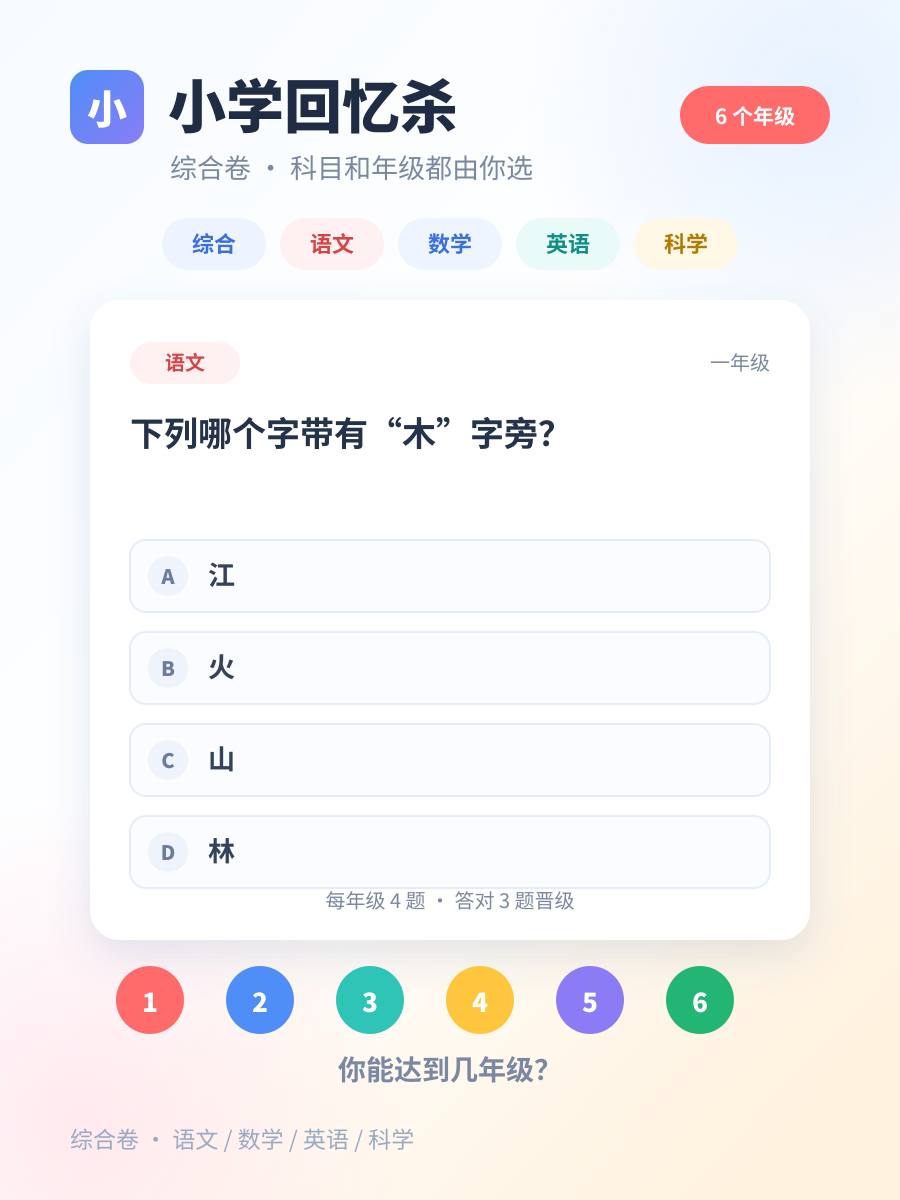 小
小学回忆杀
6 个年级
综合卷 · 科目和年级都由你选
综合 语文 数学 英语 科学
语文
一年级
下列哪个字带有“木”字旁?
A 江
B 火
C 山
D 林
每年级 4 题 · 答对 3 题晋级
1 2 3 4 5 6
你能达到几年级?
综合卷 · 语文 / 数学 / 英语 / 科学